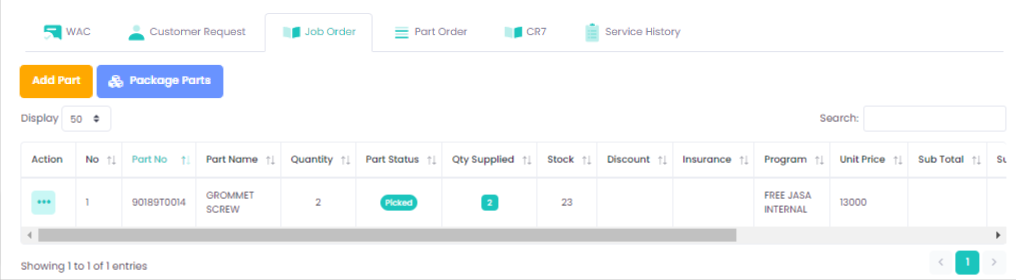 WAC Customer Request Job Order Part Order CR7 Service History
Add Part Package Parts
Display 50 Search:
Action No Part No Part Name Quantity Part Status Qty Supplied Stock Discount Insurance Program Unit Price Sub Total Su
1 90189T0014 GROMMET SCREW 2 Picked 2 23 FREE JASA INTERNAL 13000
Showing 1 to 1 of 1 entries 1